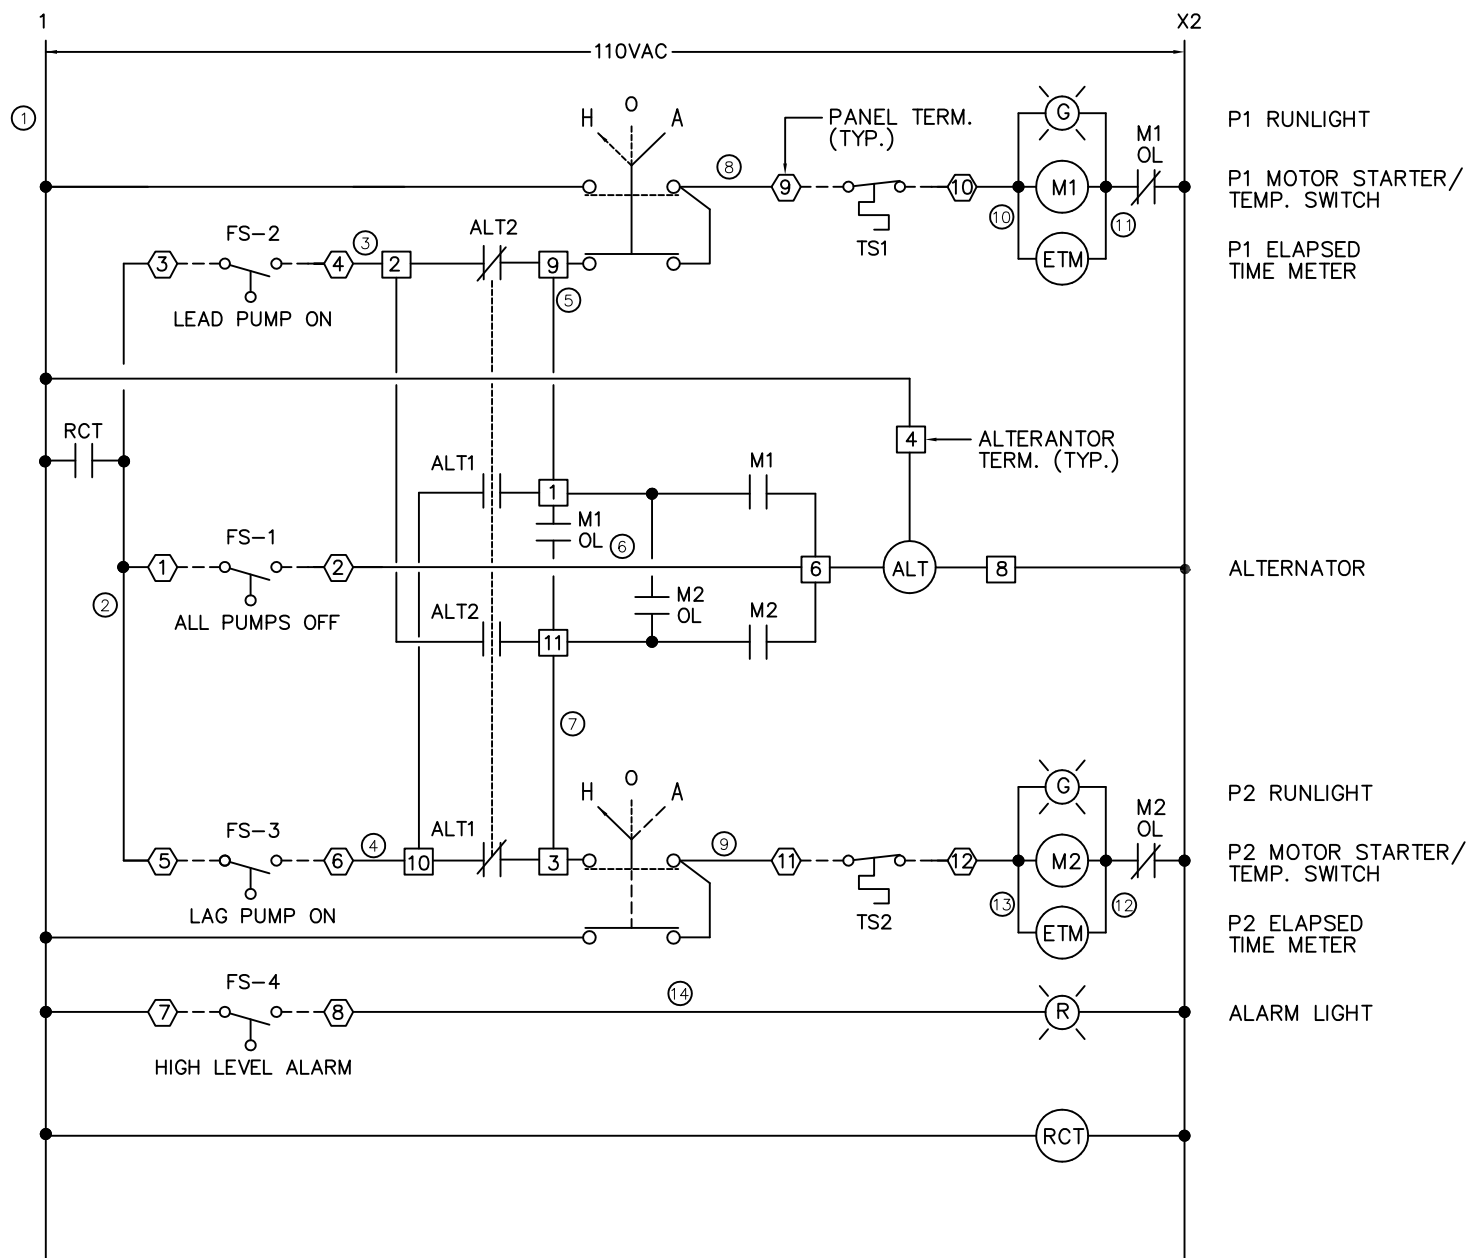 1
X2
110VAC
1
H
O
A
PANEL TERM.
(TYP.)
8
9
TS1
10
10
G
M1
ETM
11
M1
OL
P1 RUNLIGHT
P1 MOTOR STARTER/
TEMP. SWITCH
P1 ELAPSED
TIME METER
FS-2
3
4
3
2
ALT2
9
5
LEAD PUMP ON
4
ALTERANTOR
TERM. (TYP.)
RCT
ALT1
1
M1
M1
OL
6
FS-1
1
2
2
ALL PUMPS OFF
6
ALT
8
ALTERNATOR
M2
OL
ALT2
11
M2
7
H
O
A
FS-3
5
6
4
10
ALT1
3
LAG PUMP ON
9
11
TS2
12
13
G
M2
ETM
12
M2
OL
P2 RUNLIGHT
P2 MOTOR STARTER/
TEMP. SWITCH
P2 ELAPSED
TIME METER
FS-4
7
8
14
R
ALARM LIGHT
HIGH LEVEL ALARM
RCT